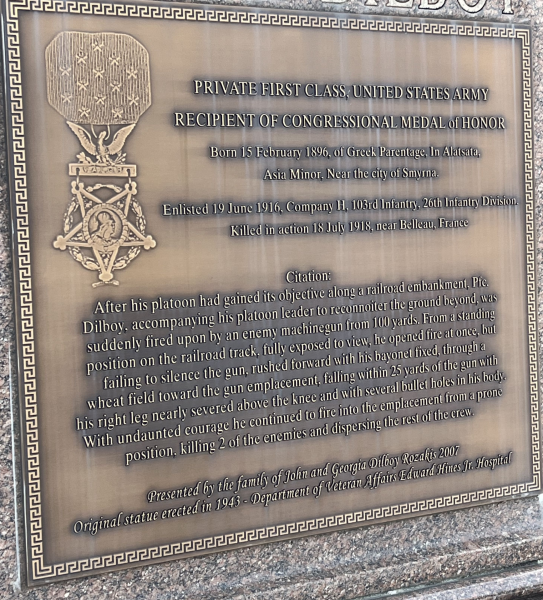 DILBOY
PRIVATE FIRST CLASS, UNITED STATES ARMY
RECIPIENT OF CONGRESSIONAL MEDAL of HONOR
Born 15 February 1896, of Greek Parentage, In Alatsata,
Asia Minor, Near the city of Smyrna.
Enlisted 19 June 1916, Company H, 103rd Infantry, 26th Infantry Division.
Killed in action 18 July 1918, near Belleau, France
Citation:
After his platoon had gained its objective along a railroad embankment, Pfc.
Dilboy, accompanying his platoon leader to reconnoiter the ground beyond, was
suddenly fired upon by an enemy machinegun from 100 yards. From a standing
position on the railroad track, fully exposed to view, he opened fire at once, but
failing to silence the gun, rushed forward with his bayonet fixed, through a
wheat field toward the gun emplacement, falling within 25 yards of the gun with
his right leg nearly severed above the knee and with several bullet holes in his body.
With undaunted courage he continued to fire into the emplacement from a prone
position, killing 2 of the enemies and dispersing the rest of the crew.
Presented by the family of John and Georgia Dilboy Rozakis 2007
Original statue erected in 1943 - Department of Veteran Affairs Edward Hines Jr. Hospital